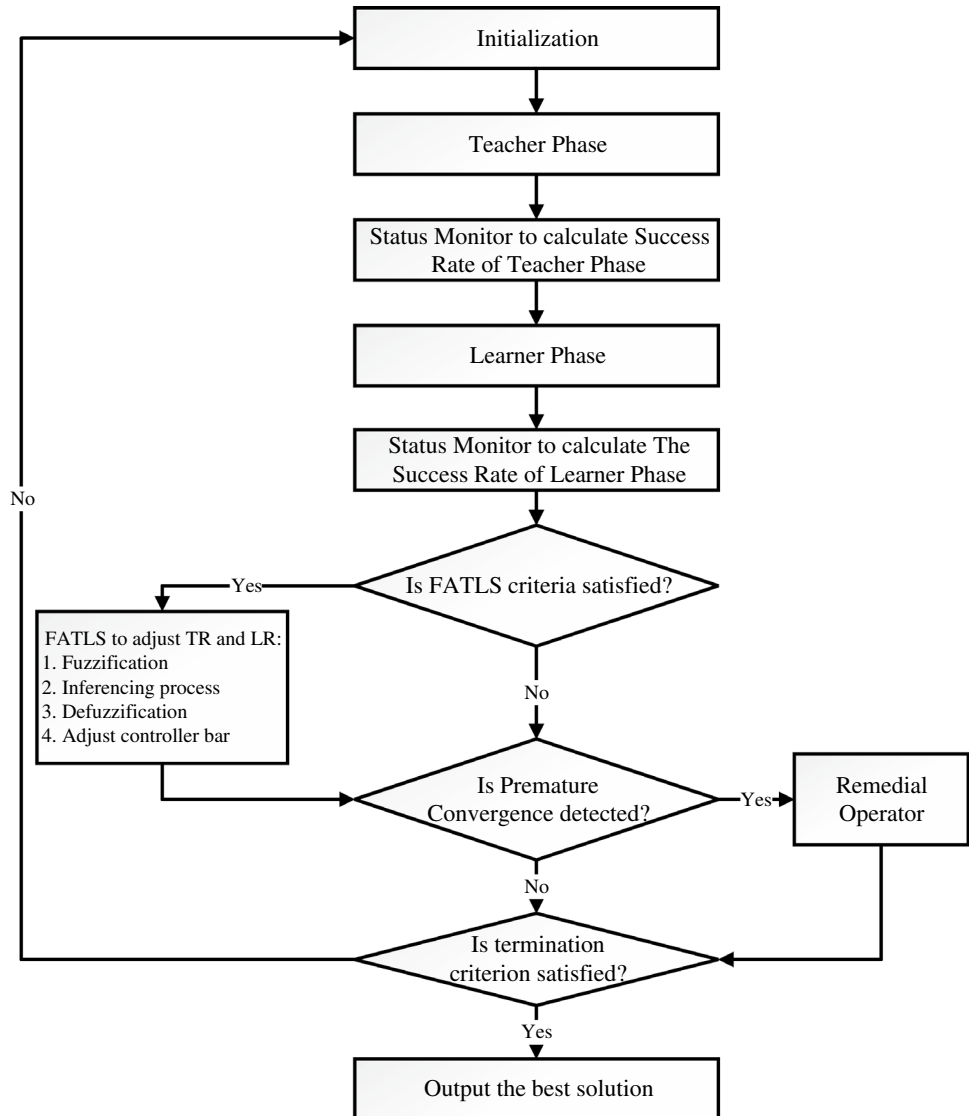 Initialization
Teacher Phase
Status Monitor to calculate Success
Rate of Teacher Phase
Learner Phase
Status Monitor to calculate The
Success Rate of Learner Phase
No
Is FATLS criteria satisfied?
Yes
FATLS to adjust TR and LR:
1. Fuzzification
2. Inferencing process
3. Defuzzification
4. Adjust controller bar
No
Is Premature
Convergence detected?
Yes
Remedial
Operator
No
Is termination
criterion satisfied?
Yes
Output the best solution